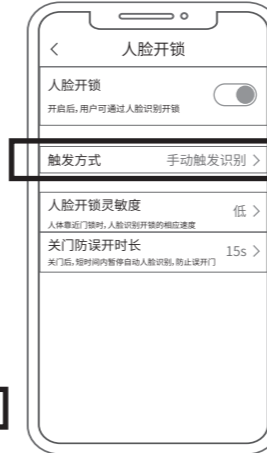 人脸开锁
人脸开锁
开启后,用户可通过人脸识别开锁
触发方式 手动触发识别
人脸开锁灵敏度 低
人体靠近门锁时,人脸识别开锁的相应速度
关门防误开时长 15s
关门后,短时间内暂停自动人脸识别,防止误开门